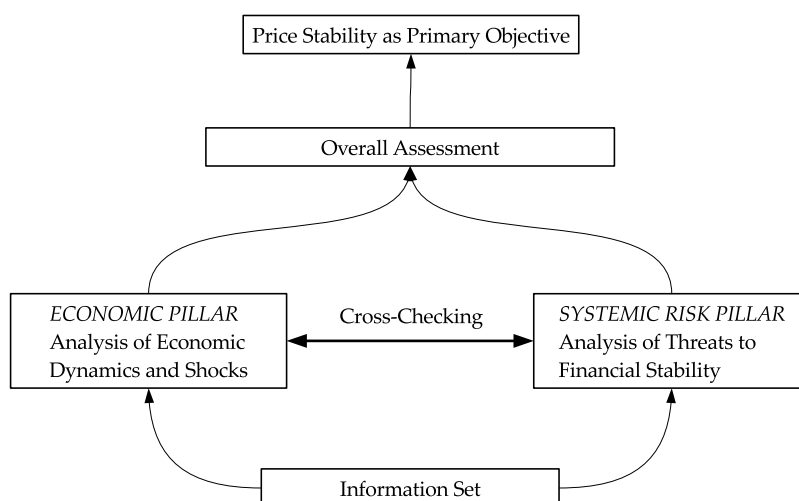 Price Stability as Primary Objective
Overall Assessment
ECONOMIC PILLAR
Analysis of Economic
Dynamics and Shocks
Cross-Checking
SYSTEMIC RISK PILLAR
Analysis of Threats to
Financial Stability
Information Set